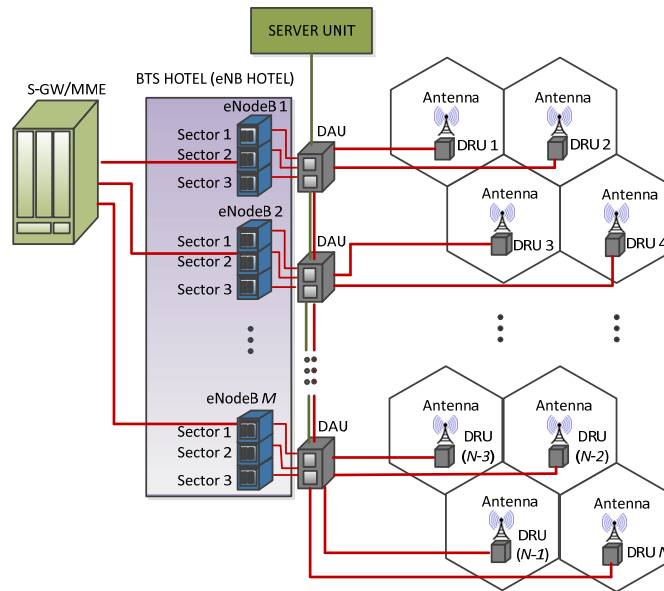 SERVER UNIT
BTS HOTEL (eNB HOTEL)
S-GW/MME
eNodeB 1
Sector 1
Sector 2
Sector 3
DAU
Antenna
DRU 1
Antenna
DRU 2
eNodeB 2
Sector 1
Sector 2
Sector 3
DAU
Antenna
DRU 3
Antenna
DRU 4
eNodeB M
Sector 1
Sector 2
Sector 3
DAU
Antenna
DRU
(N-3)
Antenna
DRU
(N-2)
Antenna
DRU
(N-1)
Antenna
DRU N